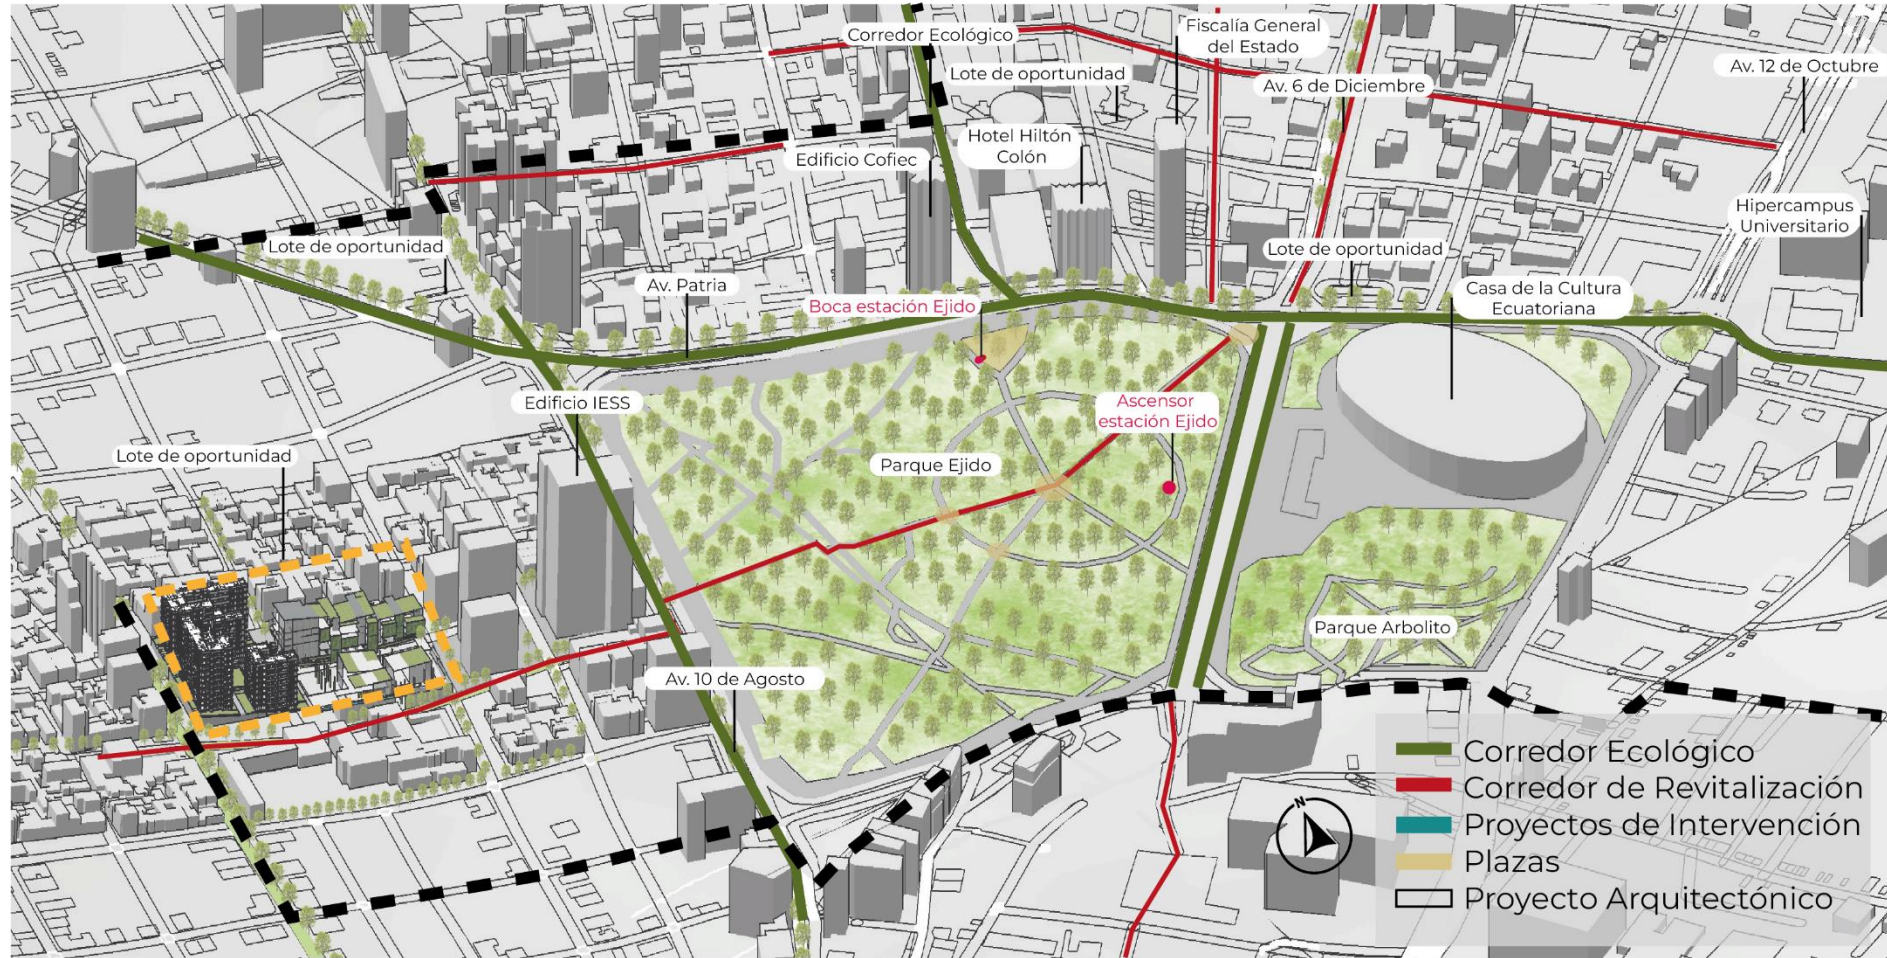 Corredor Ecológico
Fiscalía General
del Estado
Lote de oportunidad
Av. 6 de Diciembre
Av. 12 de Octubre
Edificio Cofiec
Hotel Hiltón
Colón
Hipercampus
Universitario
Lote de oportunidad
Lote de oportunidad
Av. Patria
Boca estación Ejido
Casa de la Cultura
Ecuatoriana
Edificio IESS
Ascensor
estación Ejido
Lote de oportunidad
Parque Ejido
Parque Arbolito
Av. 10 de Agosto
N
Corredor Ecológico
Corredor de Revitalización
Proyectos de Intervención
Plazas
Proyecto Arquitectónico